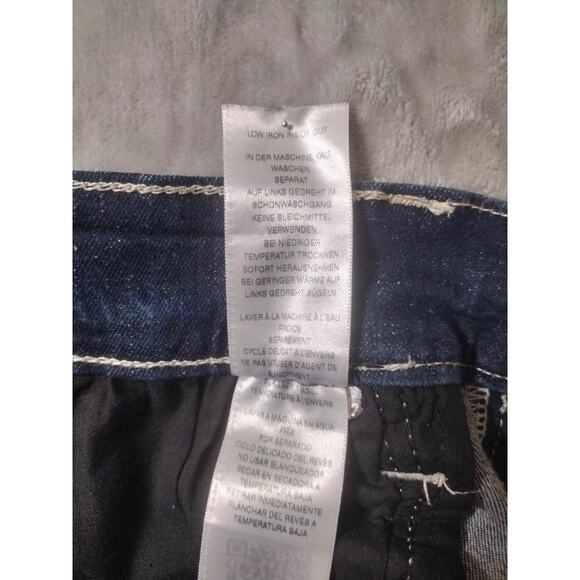 LOW IRON INSIDE OUT
IN DER MASCHINE KALT
WASCHEN
SEPARAT
AUF LINKS GEDREHT IM
SCHONWASCHGANG
KEINE BLEICHMITTEL
VERWENDEN
BEI NIEDRIGER
TEMPERATUR TROCKNEN
SOFORT HERAUSNEHMEN
BEI GERINGER WÄRME AUF
LINKS GEDREHT BÜGELN
LAVER À LA MACHINE À L'EAU
FROIDE
SÉPARÉMENT
CYCLE DÉLICAT À L'ENVERS
NE PAS UTILISER D'AGENT DE
BLANCHIMENT
TEMPÉRATURE À L'ENVERS
LAVAR A MÁQUINA EN AGUA
FRÍA
POR SEPARADO
CICLO DELICADO DEL REVÉS
NO USAR BLANQUEADOR
SECAR EN SECADORA A
TEMPERATURA BAJA
RETIRAR INMEDIATAMENTE
PLANCHAR DEL REVÉS A
TEMPERATURA BAJA